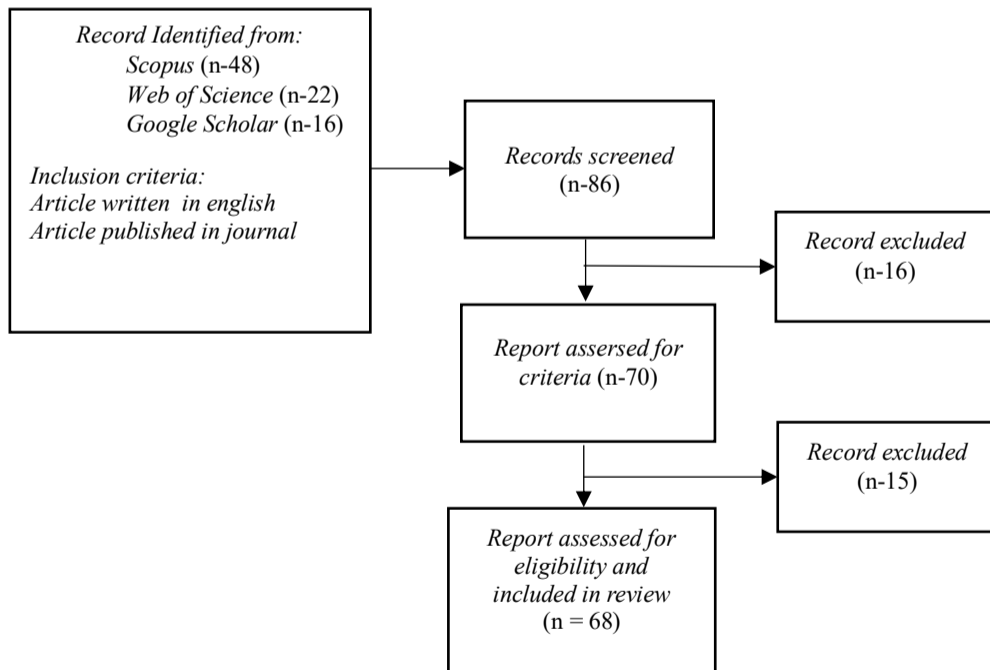 Record Identified from:
Scopus (n-48)
Web of Science (n-22)
Google Scholar (n-16)
Inclusion criteria:
Article written in english
Article published in journal
Records screened
(n-86)
Record excluded
(n-16)
Report assersed for
criteria (n-70)
Record excluded
(n-15)
Report assessed for
eligibility and
included in review
(n = 68)